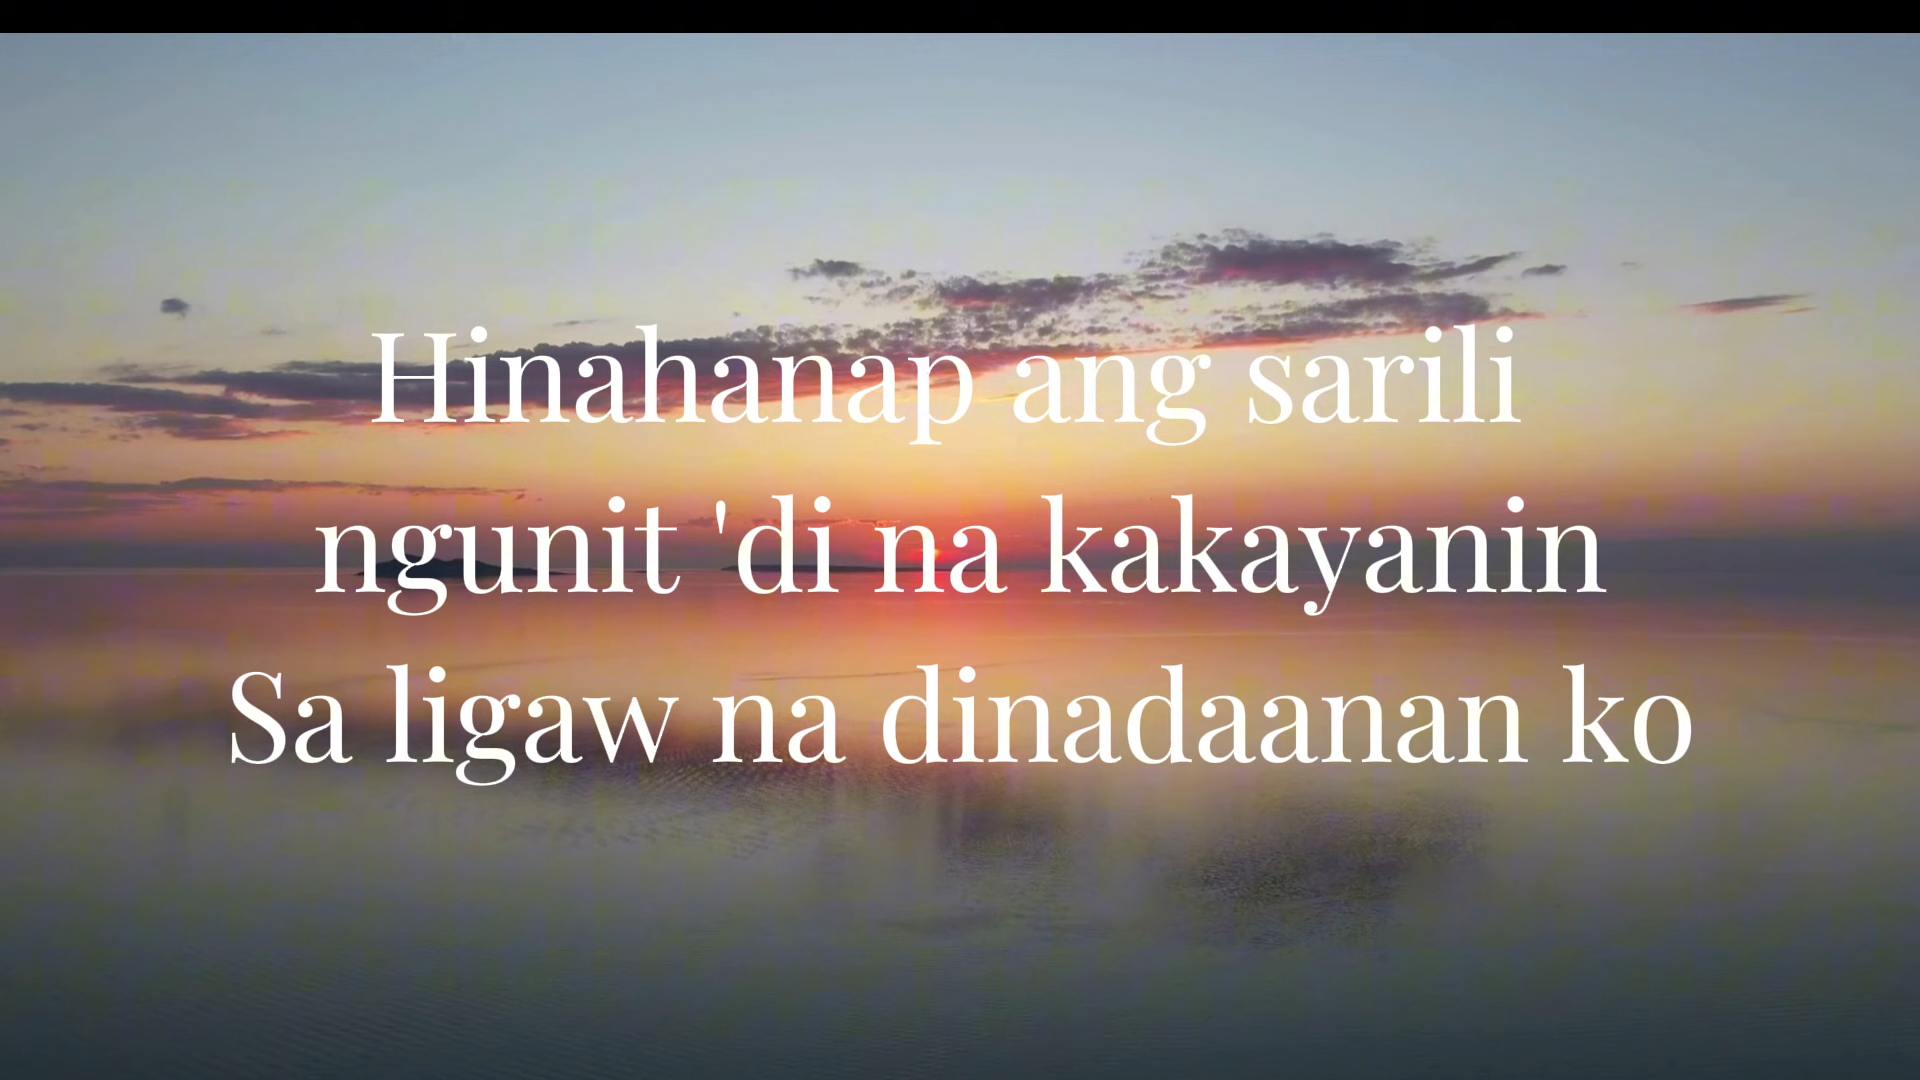 Hinahanap ang sarili
ngunit 'di na kakayanin
Sa ligaw na dinadaanan ko